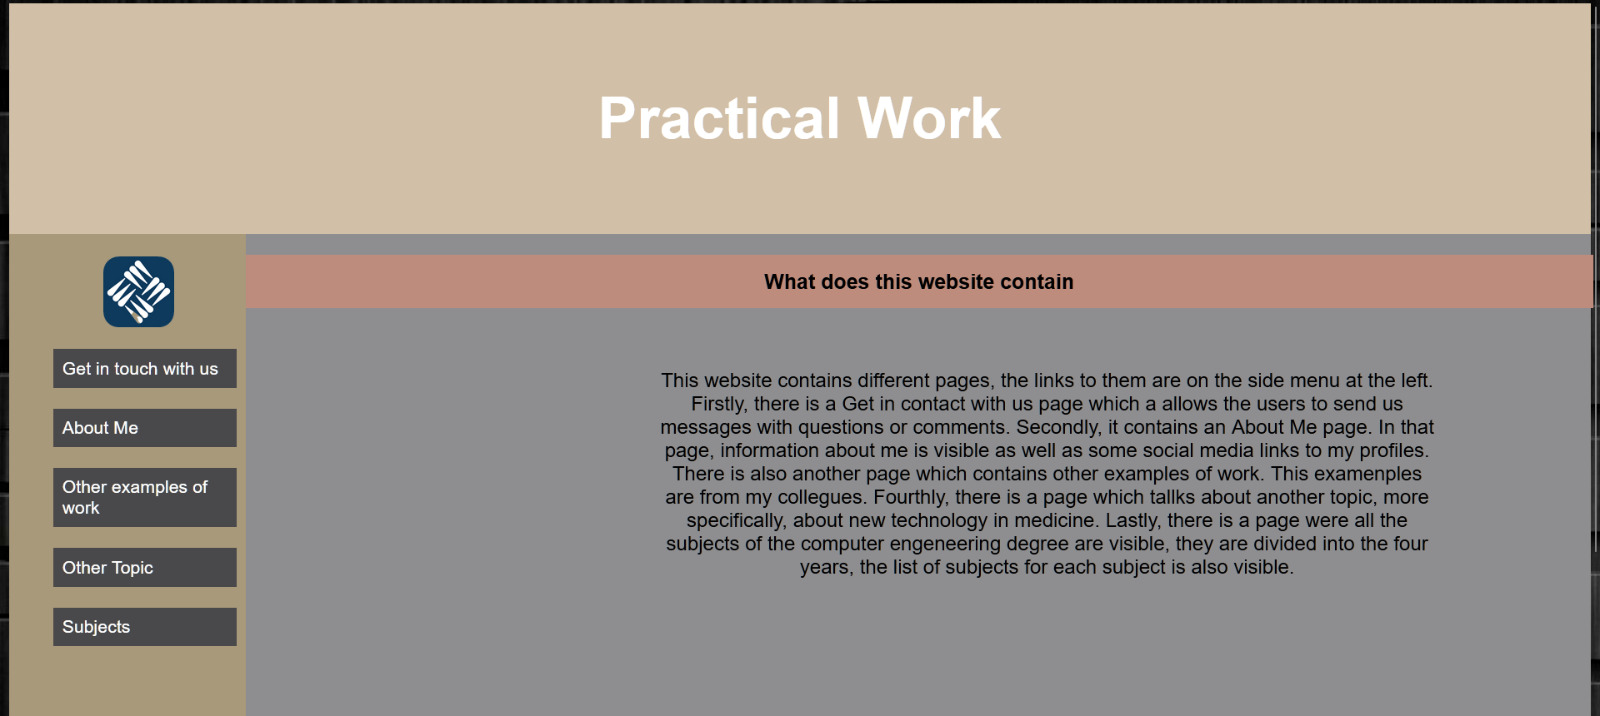 Practical Work
What does this website contain
Get in touch with us
About Me
Other examples of
work
Other Topic
Subjects
This website contains different pages, the links to them are on the side menu at the left.
Firstly, there is a Get in contact with us page which a allows the users to send us
messages with questions or comments. Secondly, it contains an About Me page. In that
page, information about me is visible as well as some social media links to my profiles.
There is also another page which contains other examples of work. This examenples
are from my collegues. Fourthly, there is a page which tallks about another topic, more
specifically, about new technology in medicine. Lastly, there is a page were all the
subjects of the computer engeneering degree are visible, they are divided into the four
years, the list of subjects for each subject is also visible.